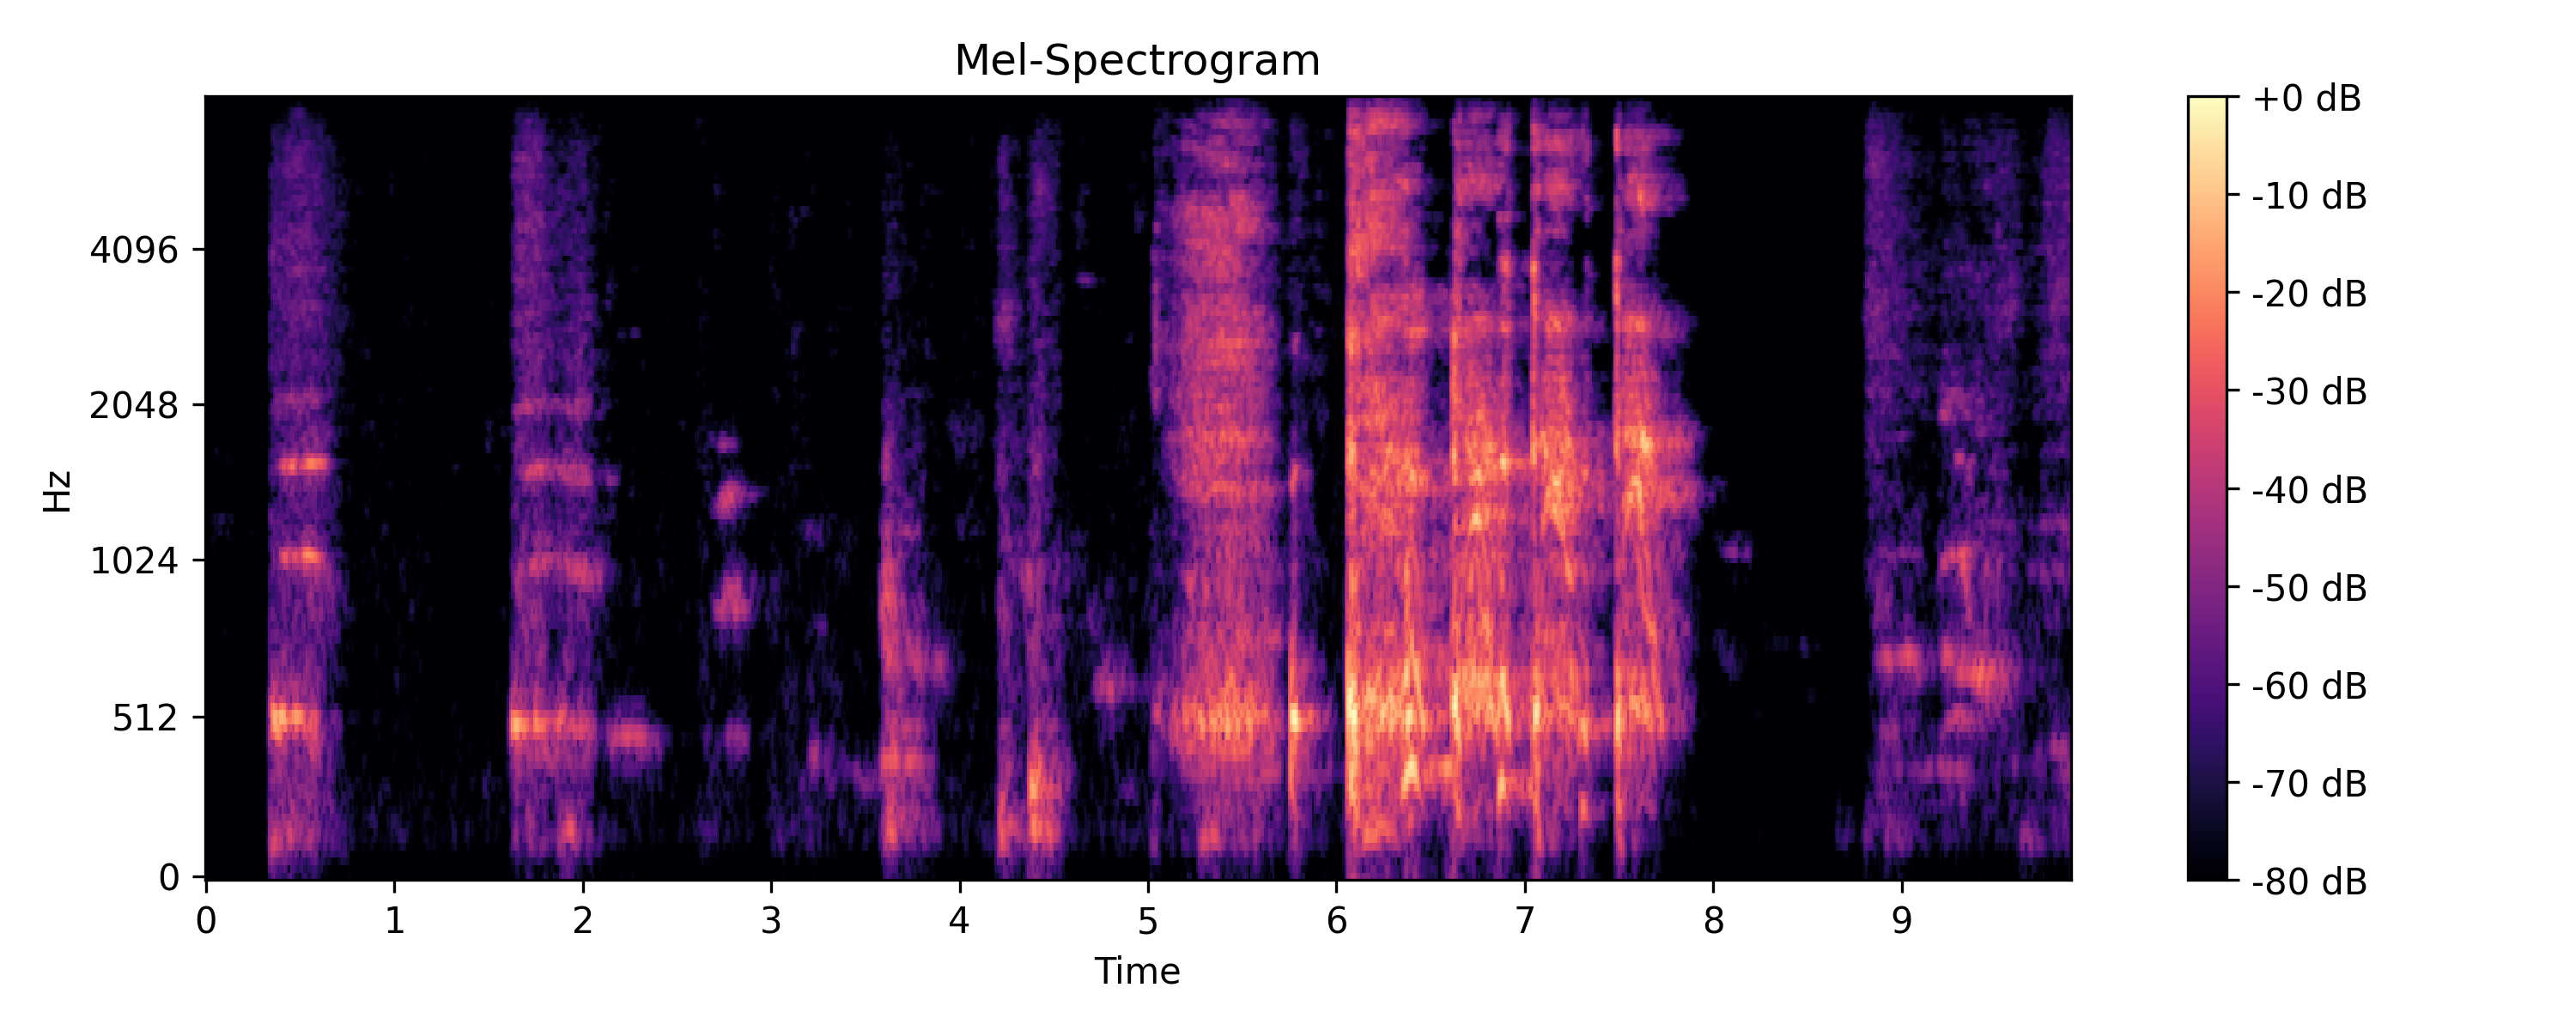 Mel-Spectrogram
+0 dB
-10 dB
-20 dB
-30 dB
-40 dB
-50 dB
-60 dB
-70 dB
-80 dB
4096
2048
1024
512
0
Hz
0 1 2 3 4 5 6 7 8 9
Time